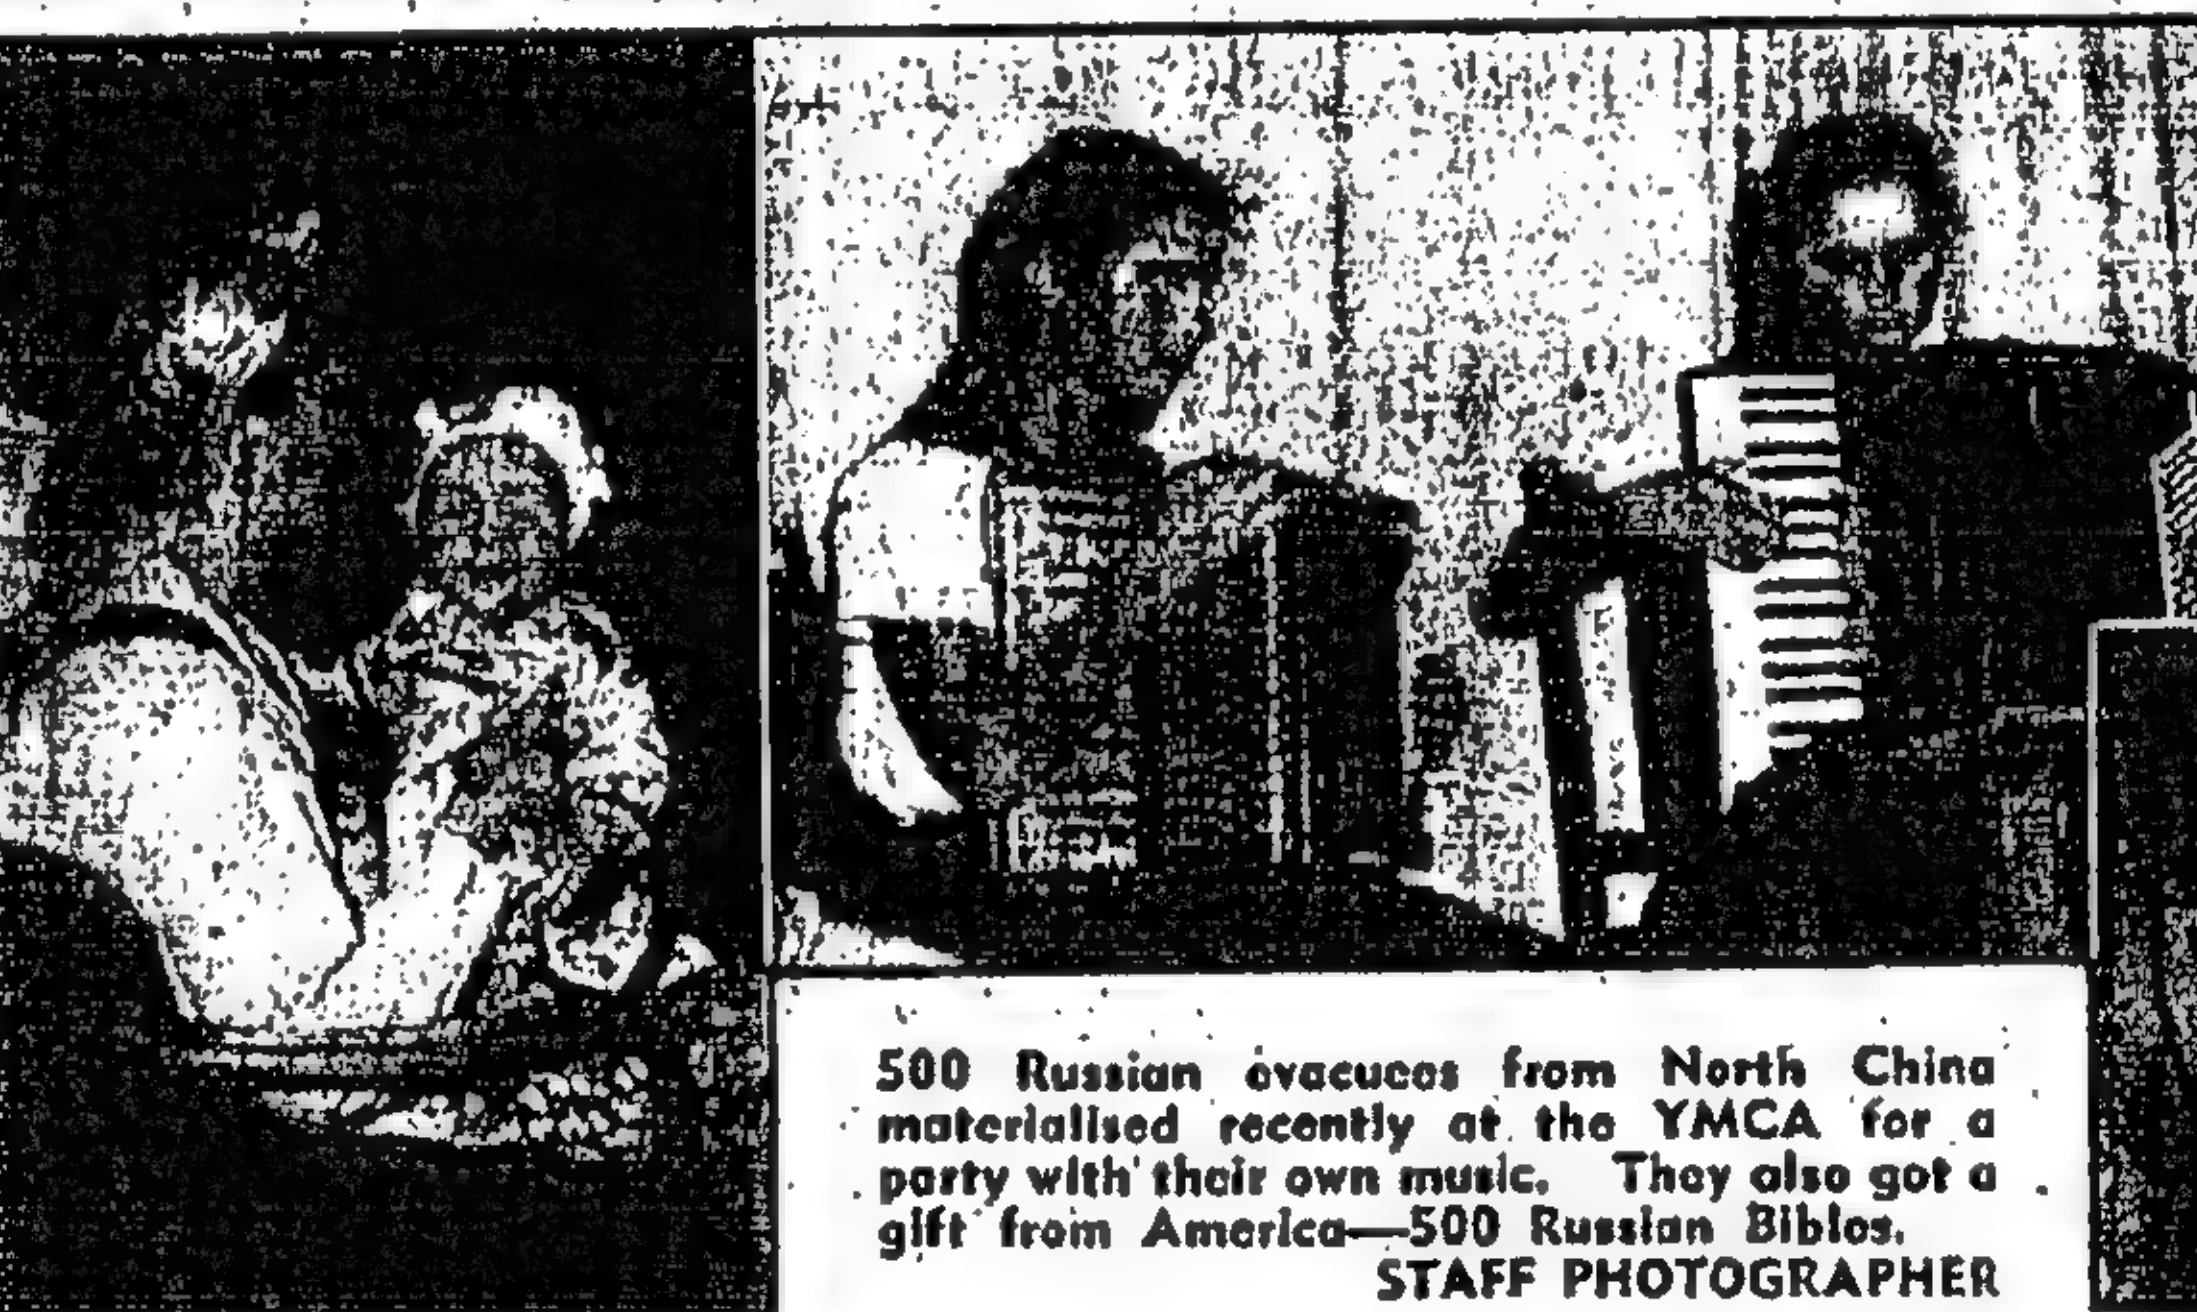 500 Russian evacuees from North China
materialised recently at the YMCA for a
party with their own music. They also got a
gift from America—500 Russian Bibles.
STAFF PHOTOGRAPHER